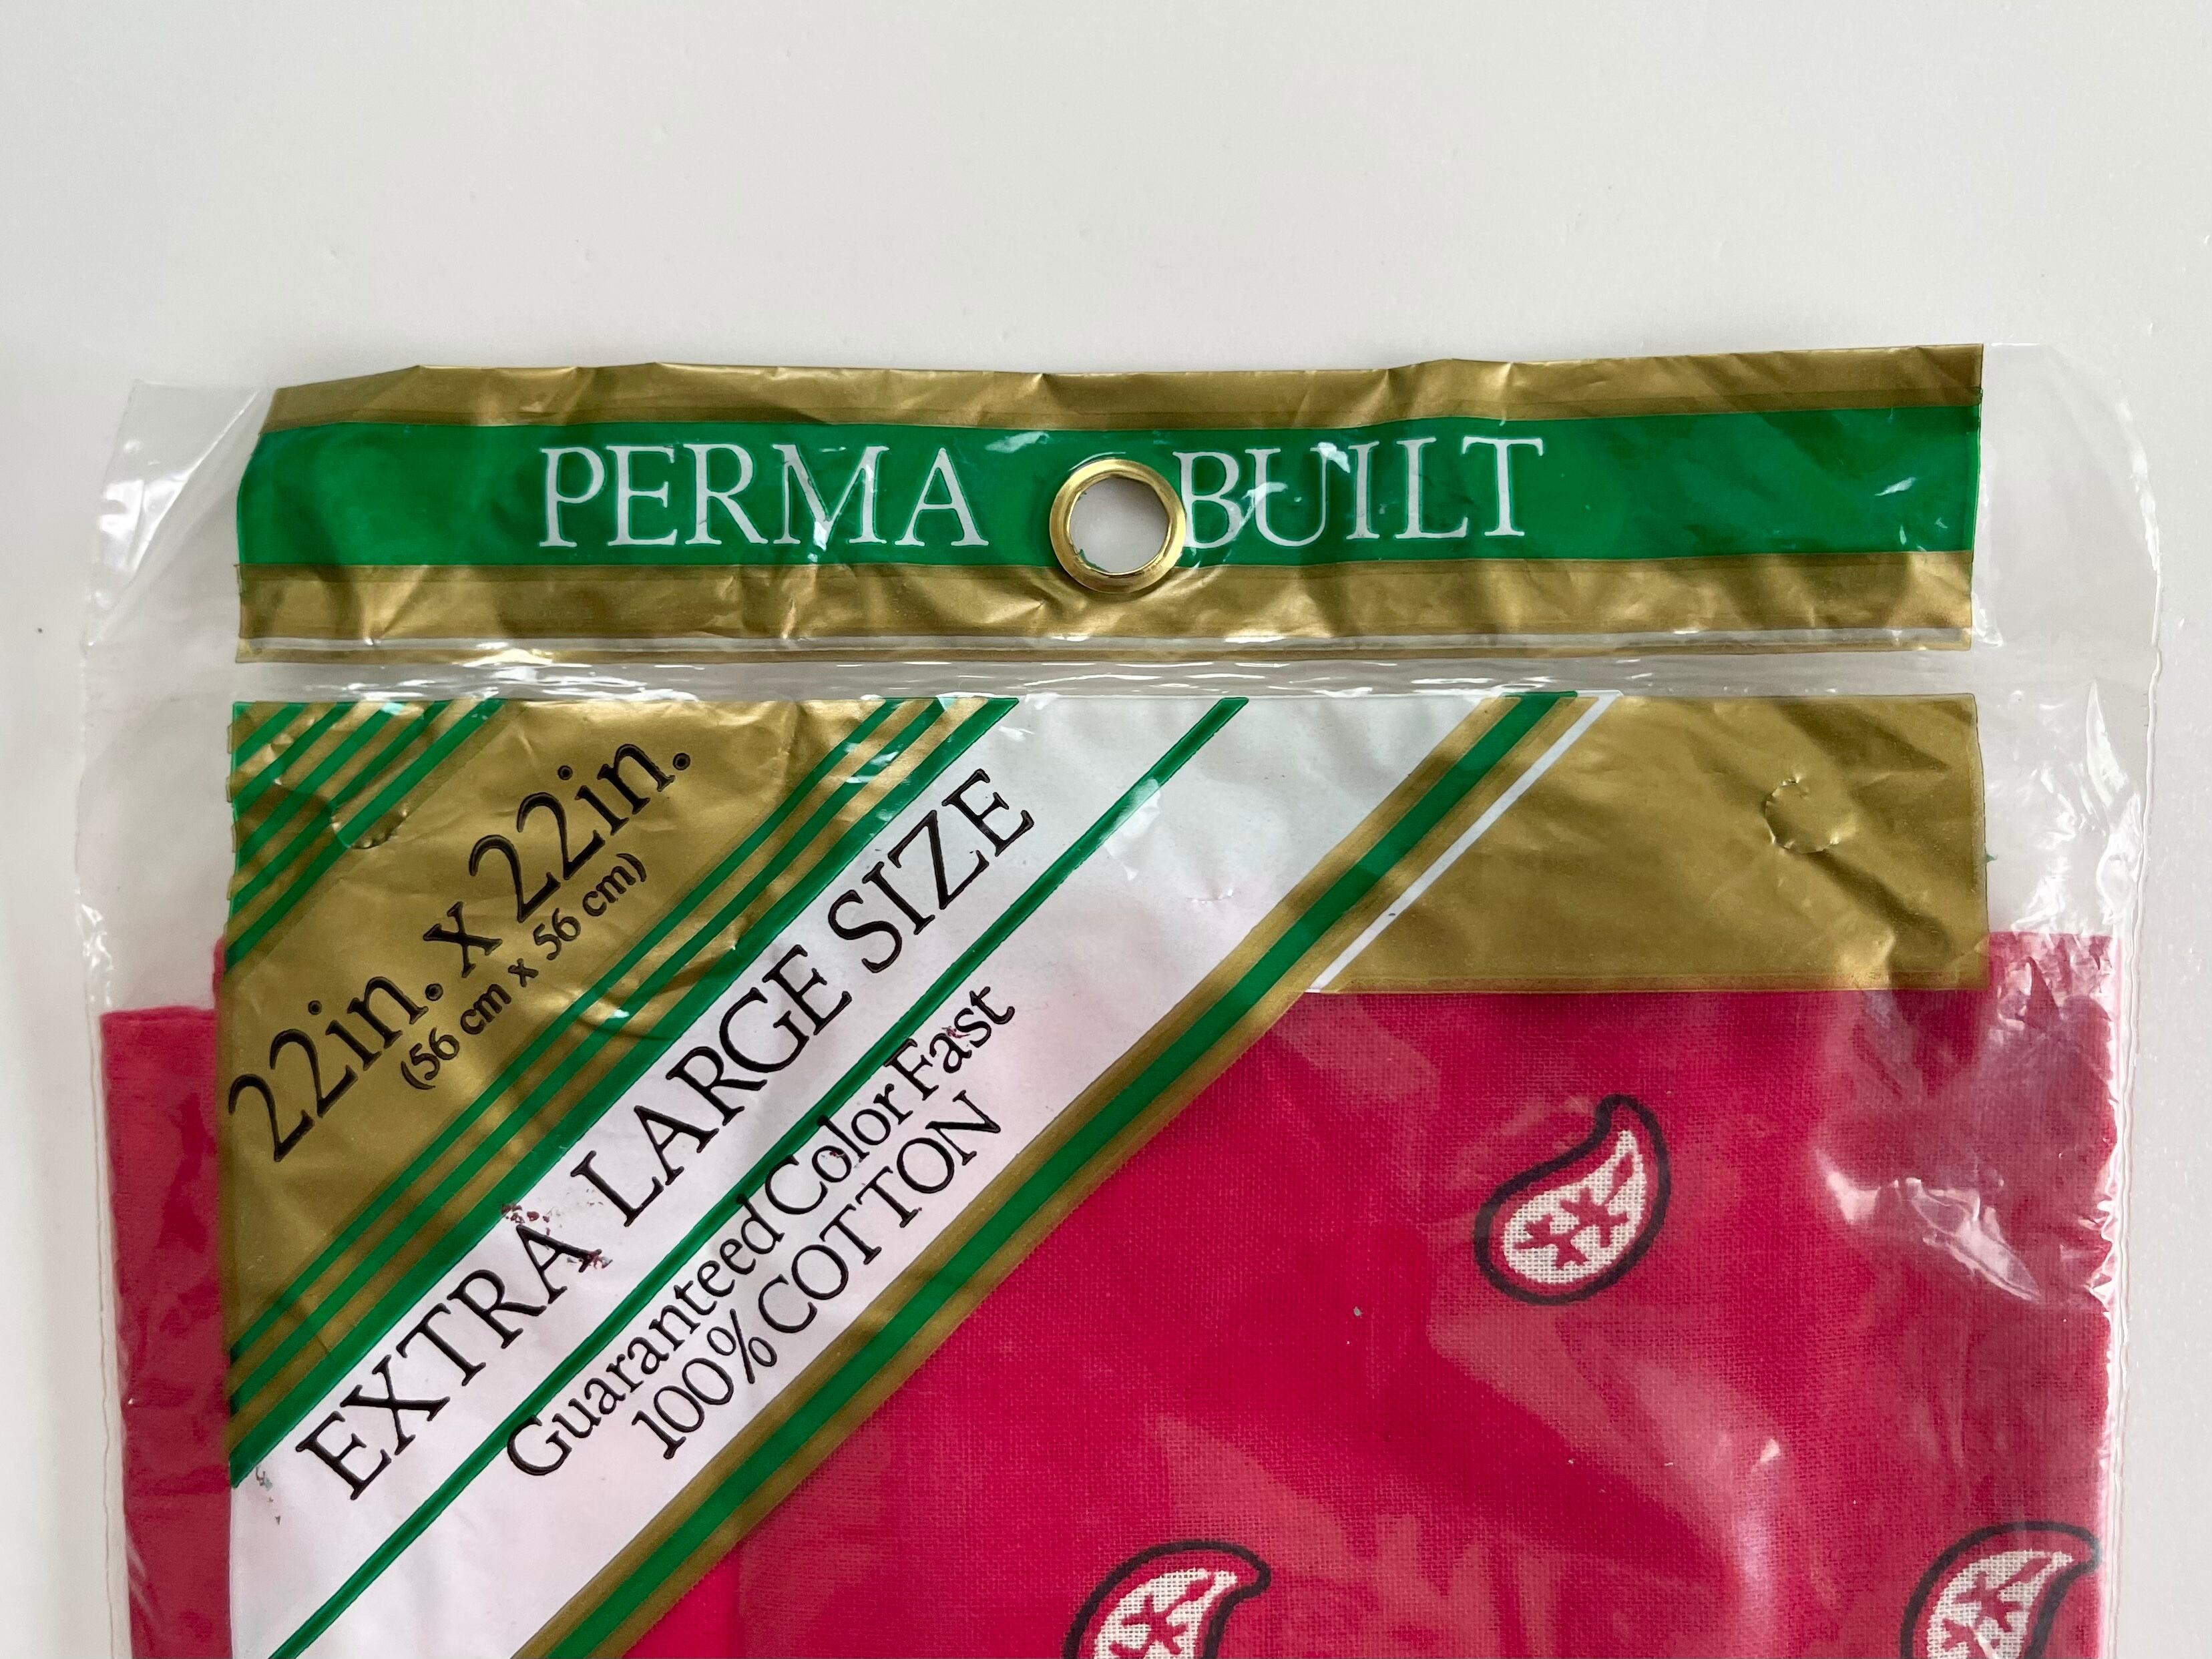 PERMA BUILT
22in. x 22in.
(56 cm x 56 cm)
EXTRA LARGE SIZE
Guaranteed Color Fast
100% COTTON